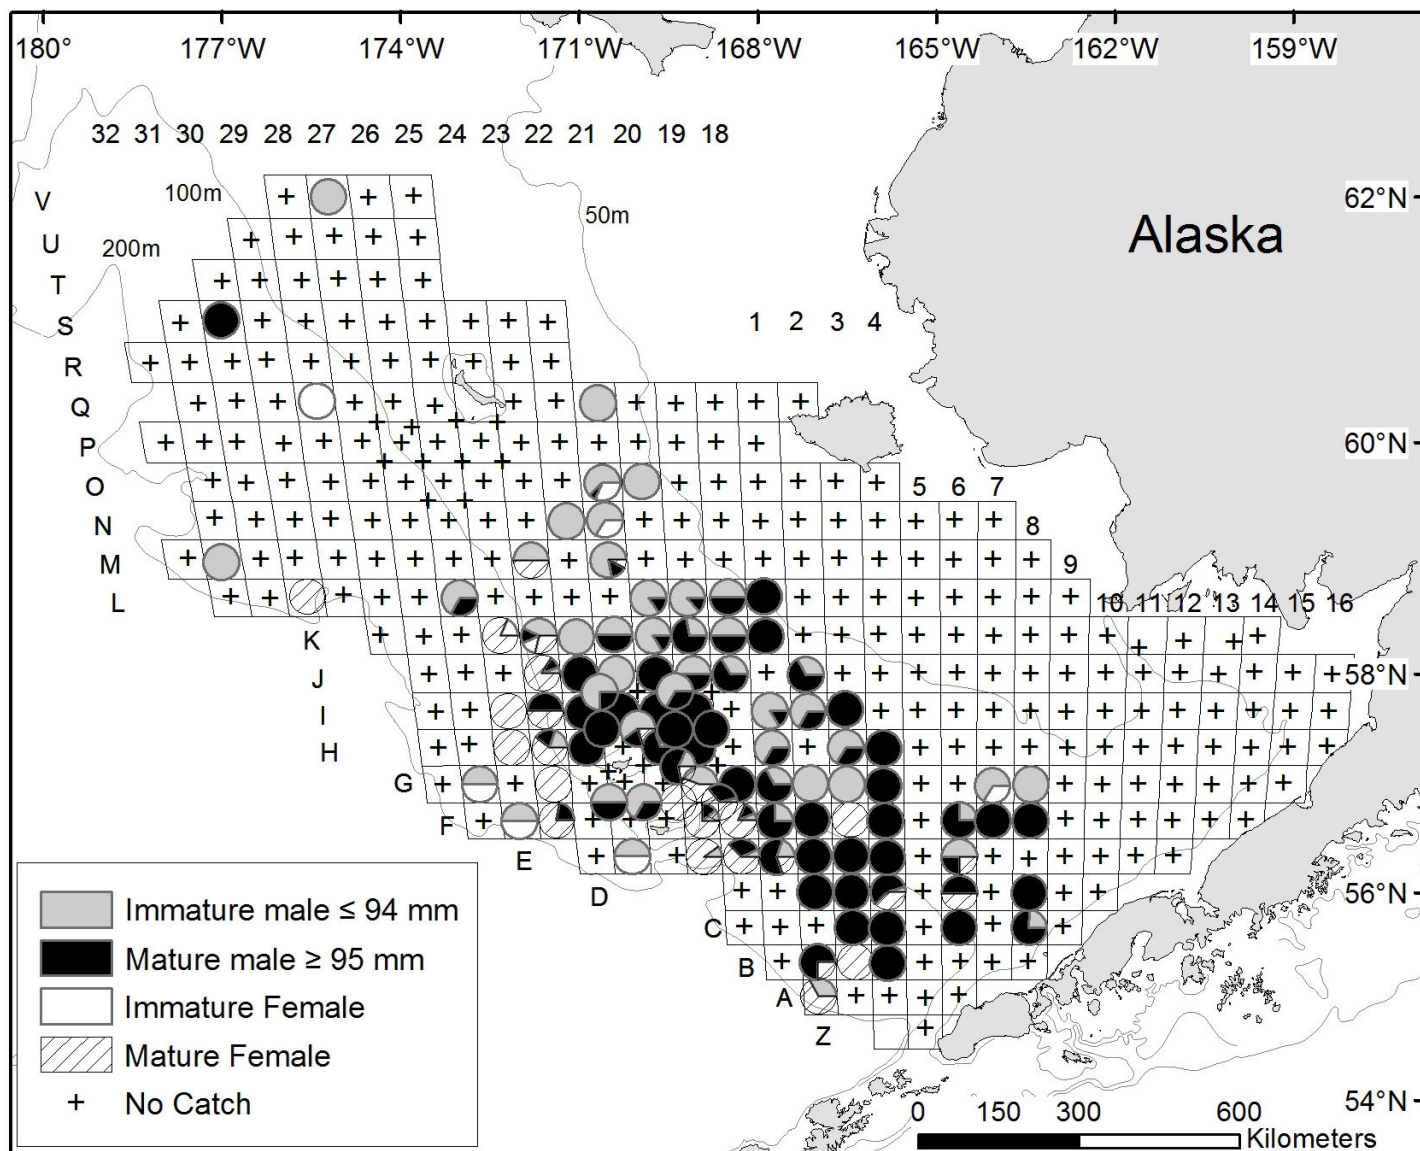 180° 177°W 174°W 171°W 168°W 165°W 162°W 159°W
32 31 30 29 28 27 26 25 24 23 22 21 20 19 18
100m
V
62°N
50m
Alaska
U
200m
T
S
1 2 3 4
R
Q
P
60°N
O
5 6 7
N
8
M
9
L
10 11 12 13 14 15 16
K
J
58°N
I
H
G
F
E
D
56°N
C
B
A
Z
Immature male ≤ 94 mm
Mature male ≥ 95 mm
Immature Female
Mature Female
+ No Catch
54°N
0 150 300 600
Kilometers